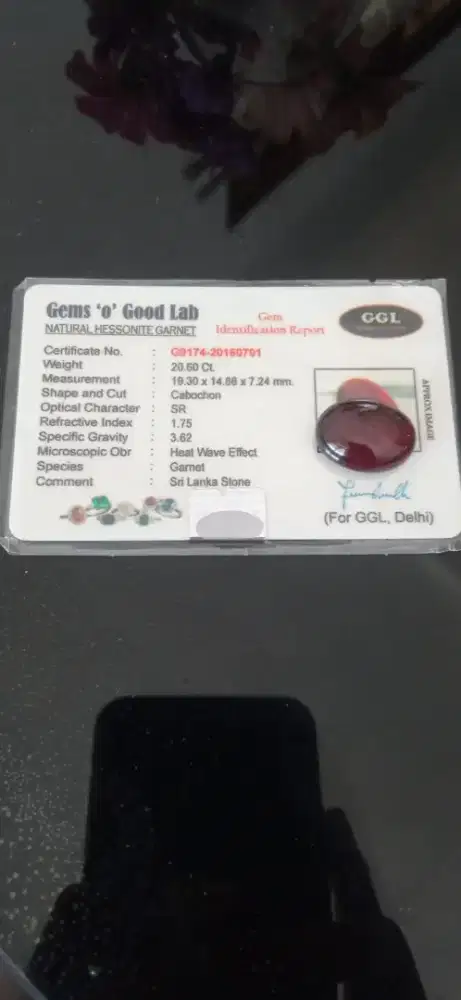 Gems 'o' Good Lab
NATURAL HESSONITE GARNET
Gem
Identification Report
GGL
Certificate No. : G9174-20160701
Weight : 20.60 Ct.
Measurement : 19.30 x 14.86 x 7.24 mm.
Shape and Cut : Cabochon
Optical Character : SR
Refractive Index : 1.75
Specific Gravity : 3.62
Microscopic Obr : Heat Wave Effect
Species : Garnet
Comment : Sri Lanka Stone
APPROX IMAGE
(For GGL, Delhi)